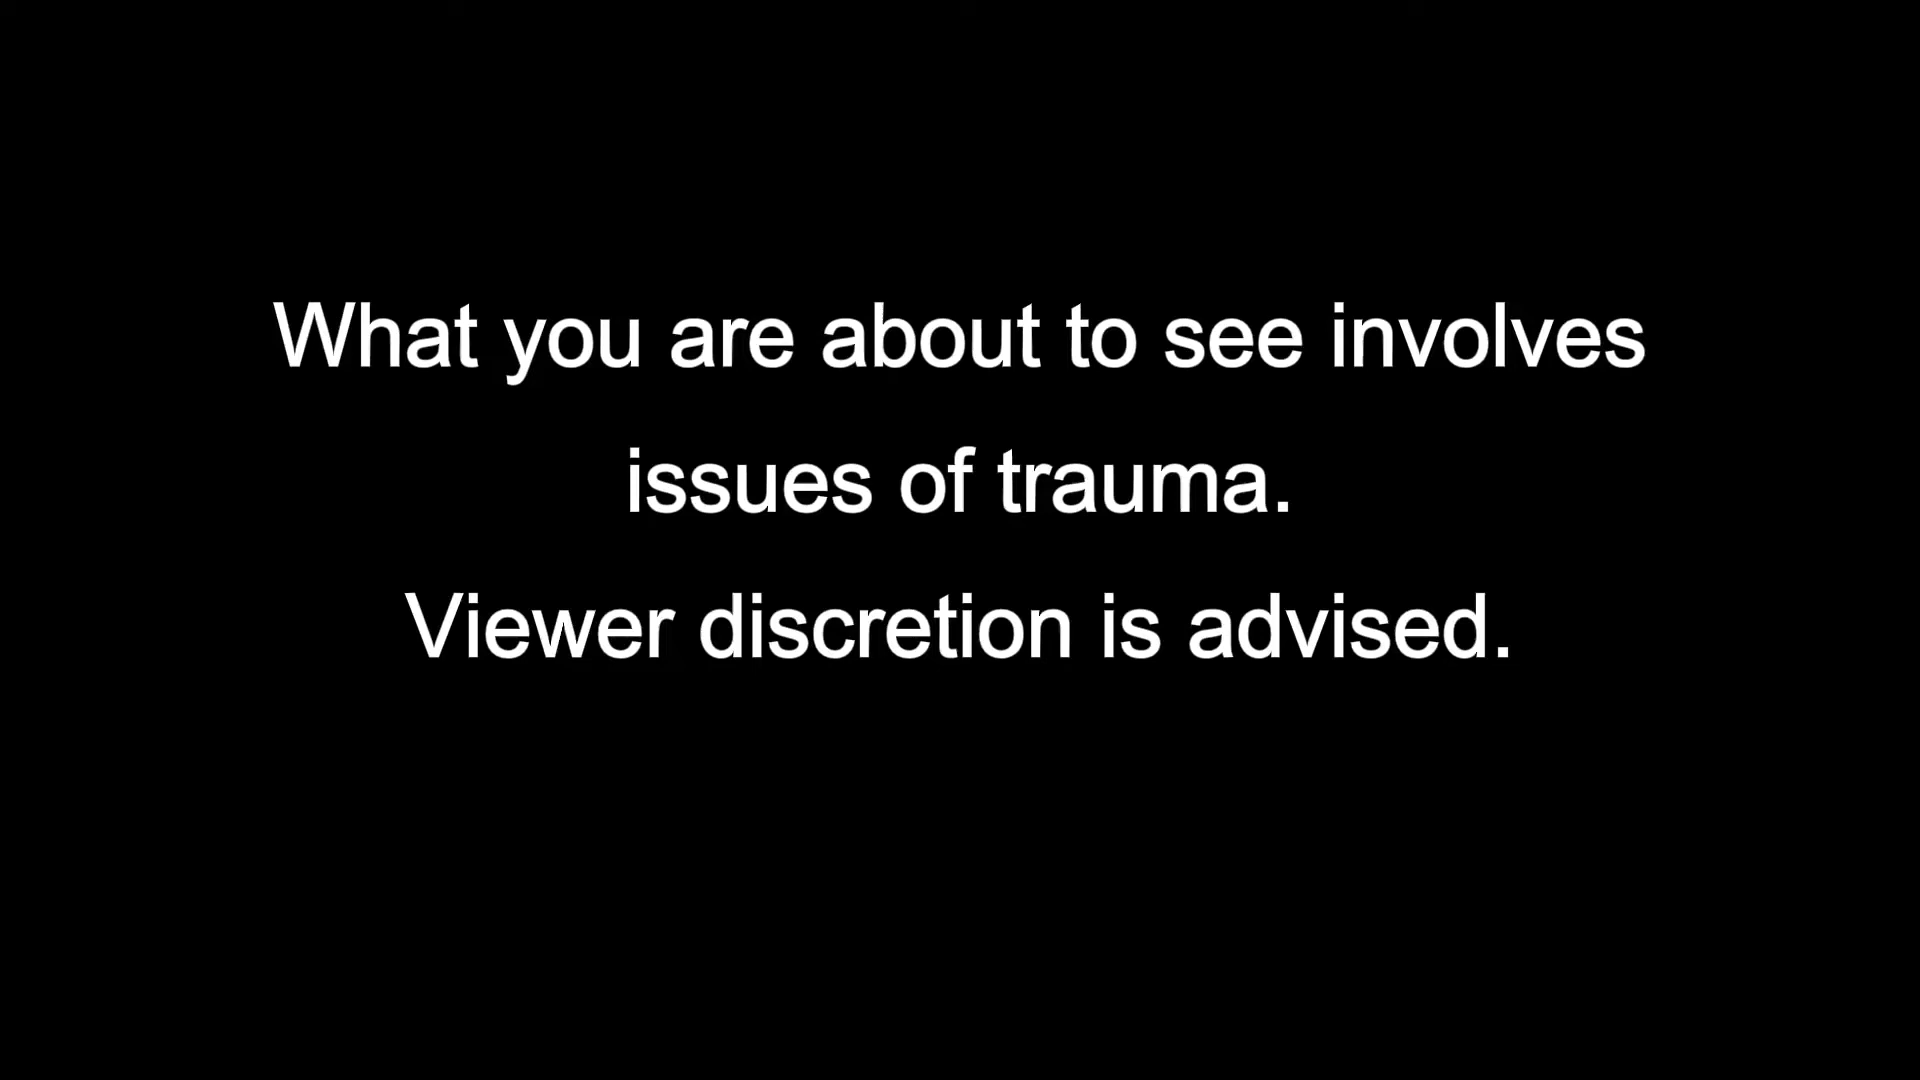 What you are about to see involves
issues of trauma.
Viewer discretion is advised.